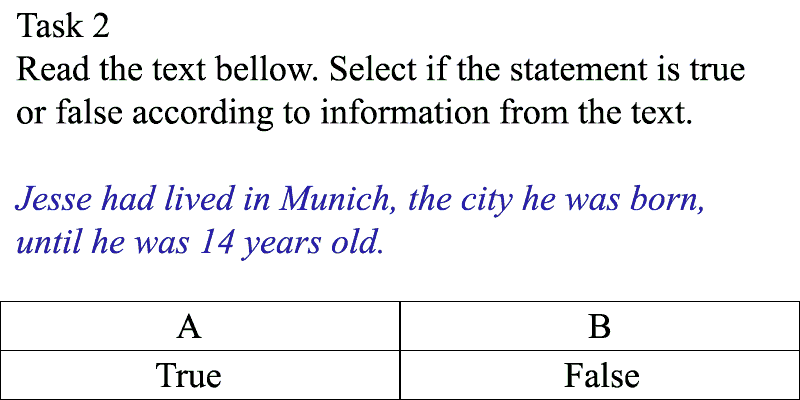 Task 2
Read the text bellow. Select if the statement is true
or false according to information from the text.
Jesse had lived in Munich, the city he was born,
until he was 14 years old.
A B
True False